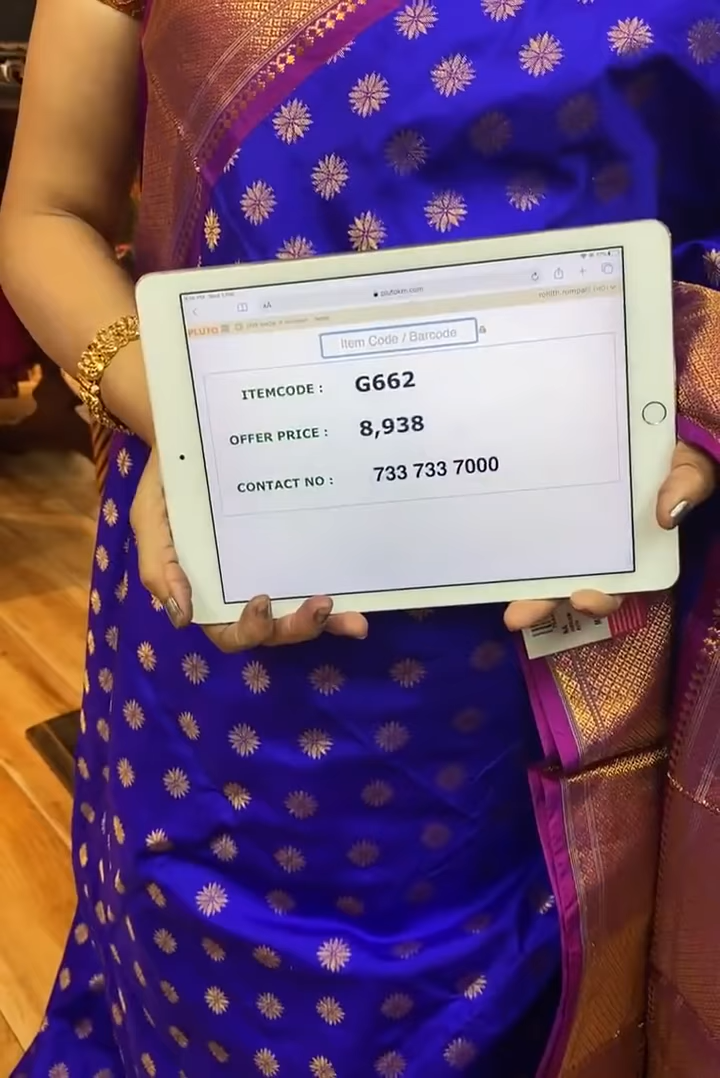 plutokm.com
PLUTO
Item Code / Barcode
ITEMCODE : G662
OFFER PRICE : 8,938
CONTACT NO : 733 733 7000